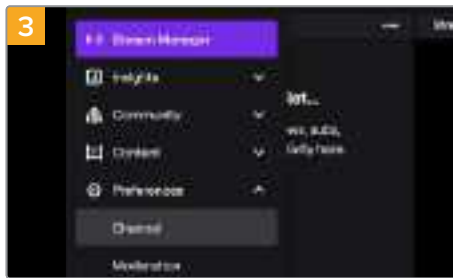 3
Stream Manager
Insights
Community
Content
Preferences
Channel
Moderation